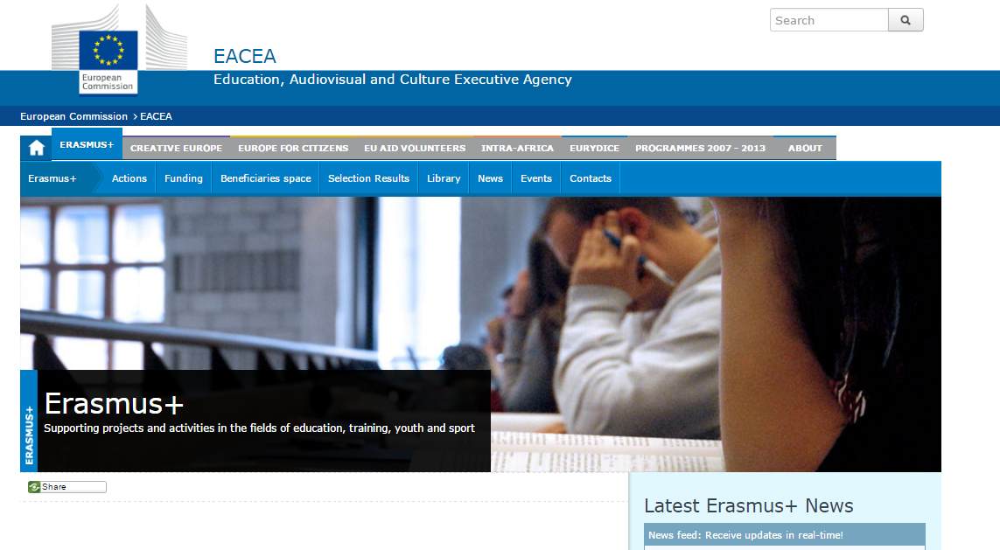 Search
European
Commission
EACEA
Education, Audiovisual and Culture Executive Agency
European Commission > EACEA
ERASMUS+ CREATIVE EUROPE EUROPE FOR CITIZENS EU AID VOLUNTEERS INTRA-AFRICA EURYDICE PROGRAMMES 2007 - 2013 ABOUT
Erasmus+ Actions Funding Beneficiaries space Selection Results Library News Events Contacts
ERASMUS+
Erasmus+
Supporting projects and activities in the fields of education, training, youth and sport
Share
Latest Erasmus+ News
News feed: Receive updates in real-time!